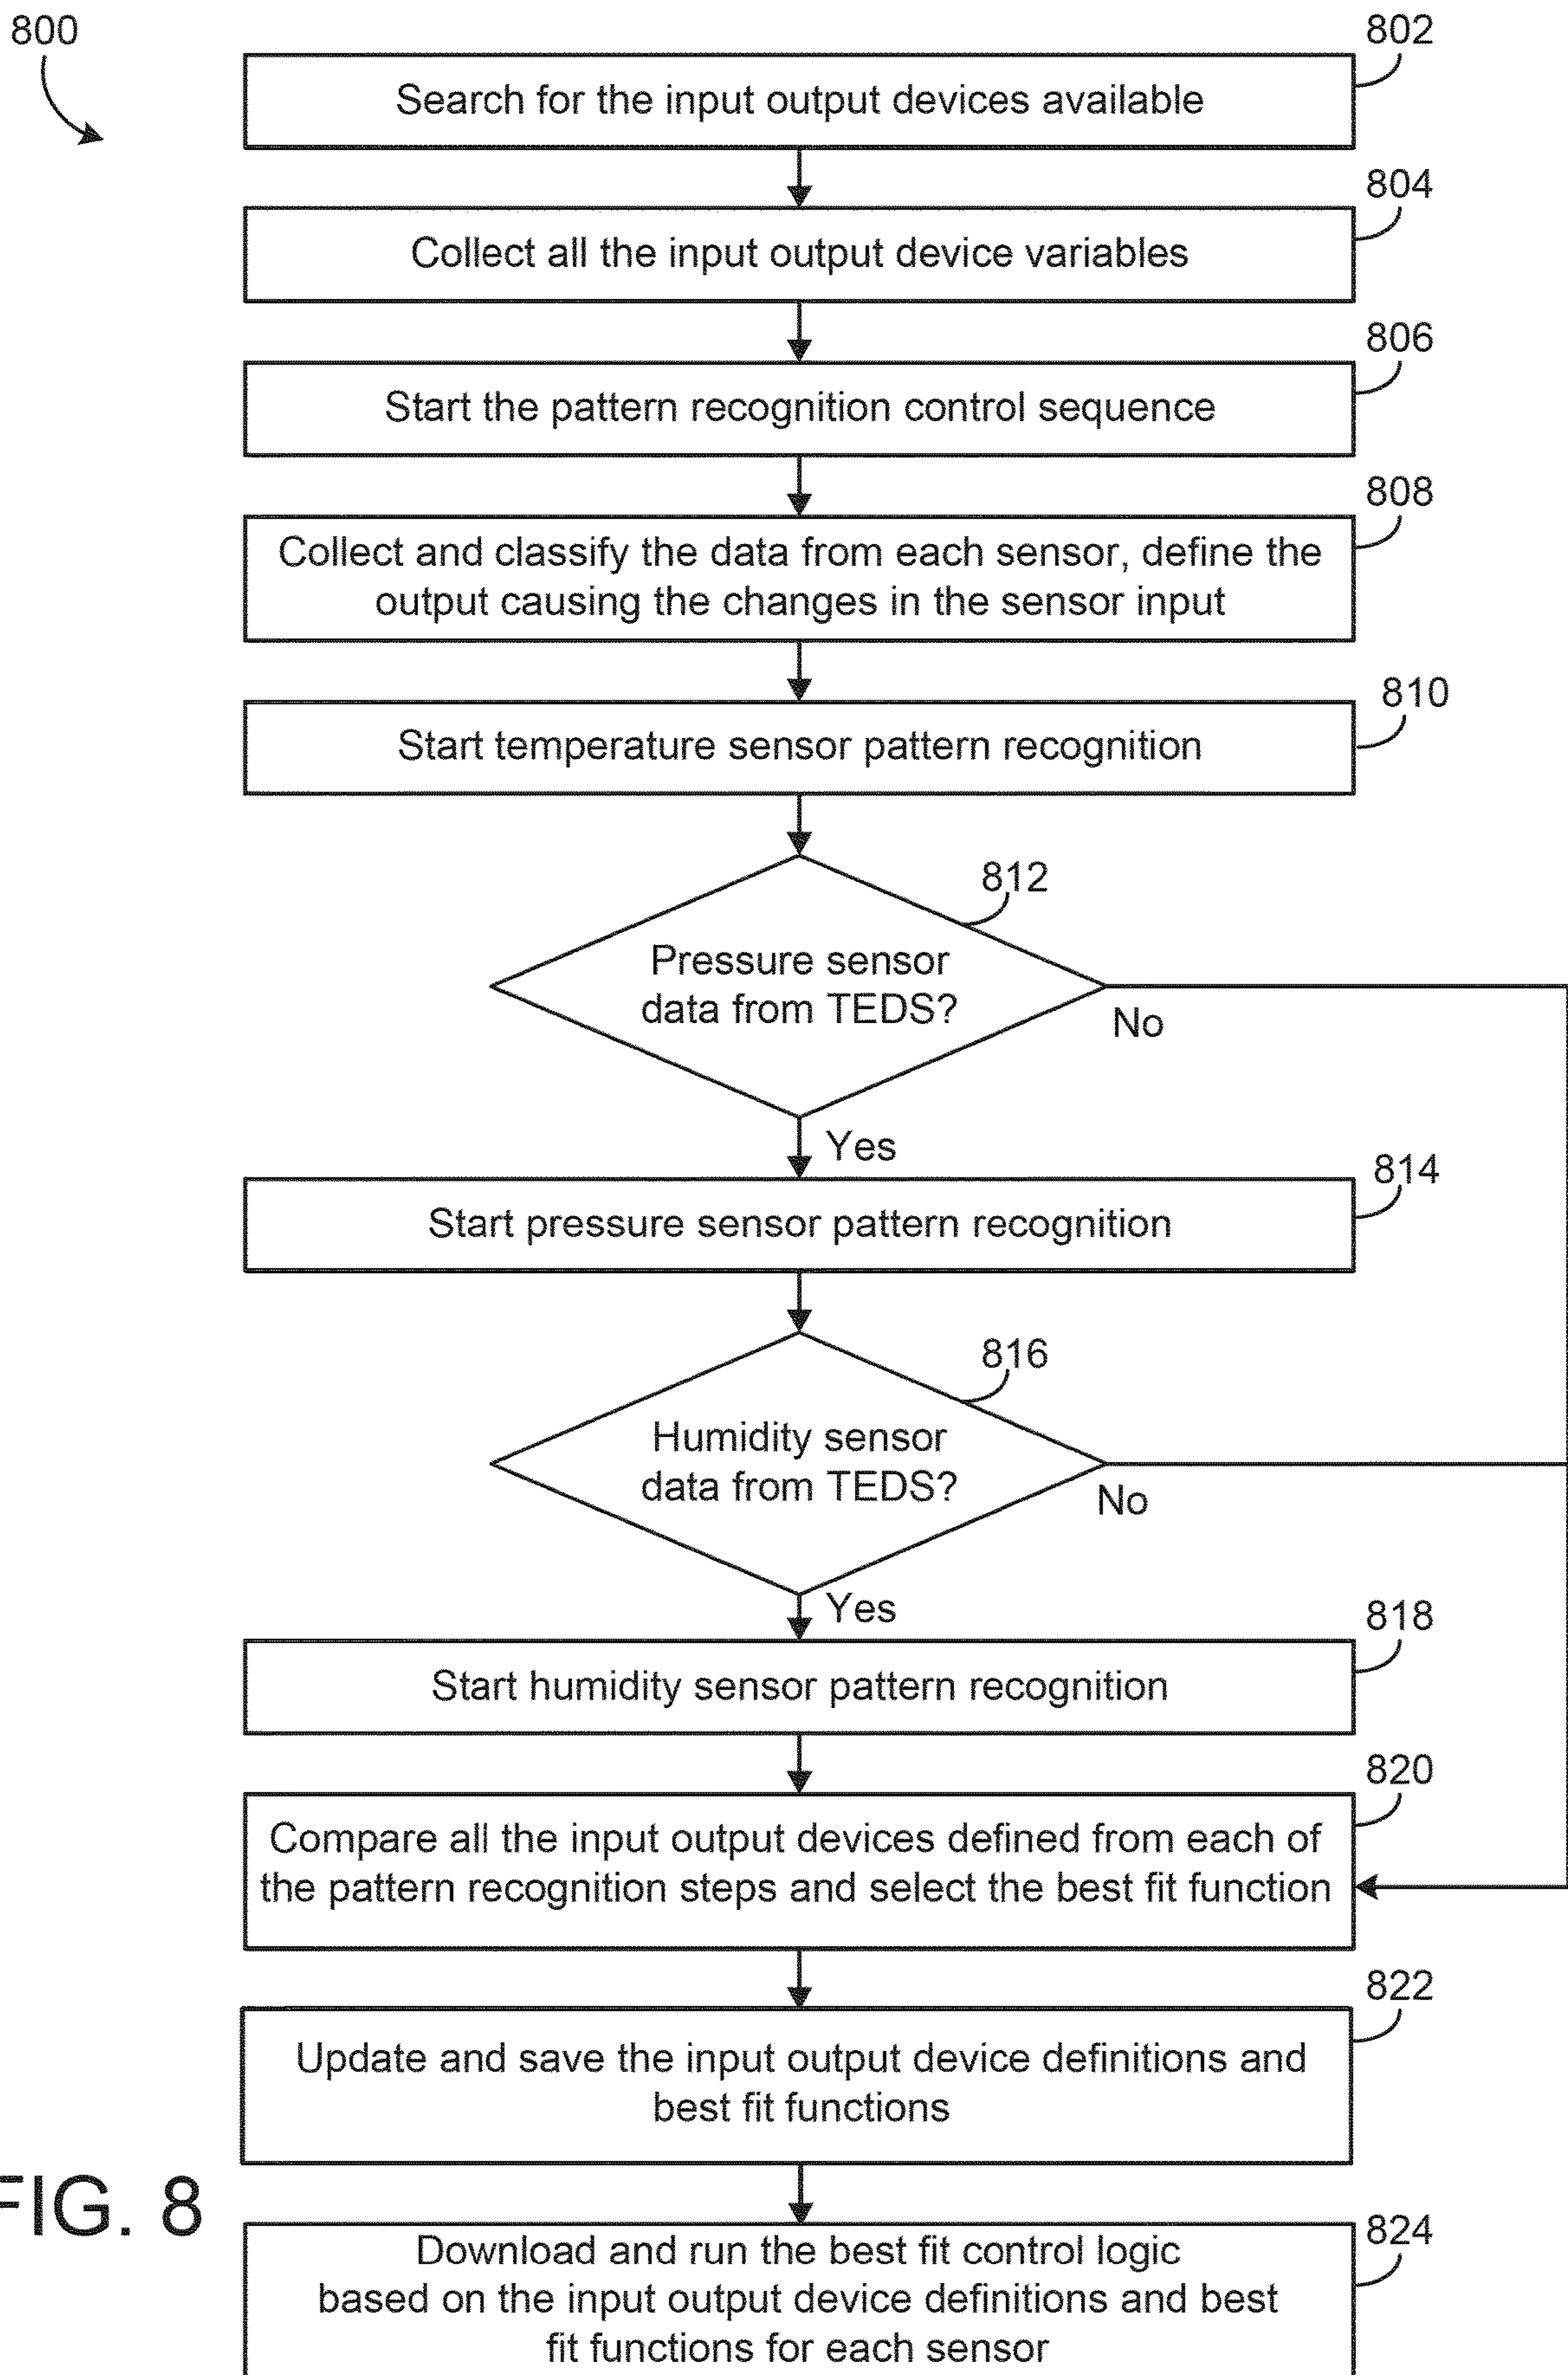 800
802
Search for the input output devices available
804
Collect all the input output device variables
806
Start the pattern recognition control sequence
808
Collect and classify the data from each sensor, define the
output causing the changes in the sensor input
810
Start temperature sensor pattern recognition
812
Pressure sensor
data from TEDS?
No
Yes
814
Start pressure sensor pattern recognition
816
Humidity sensor
data from TEDS?
No
Yes
818
Start humidity sensor pattern recognition
820
Compare all the input output devices defined from each of
the pattern recognition steps and select the best fit function
822
Update and save the input output device definitions and
best fit functions
FIG. 8
824
Download and run the best fit control logic
based on the input output device definitions and best
fit functions for each sensor